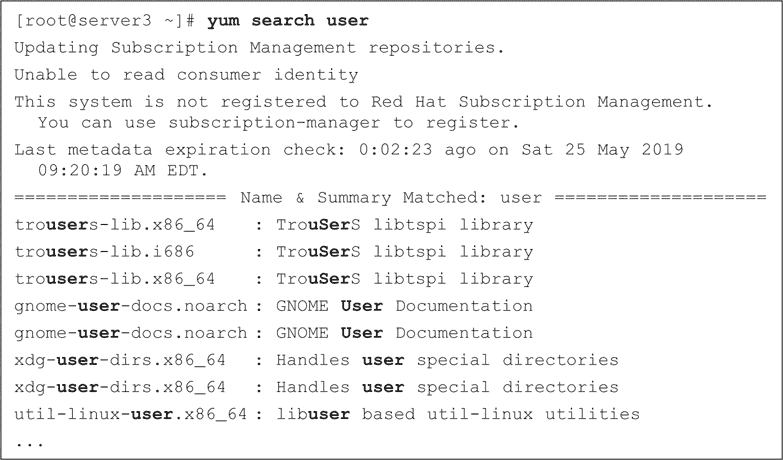 [root@server3 ~]# yum search user
Updating Subscription Management repositories.
Unable to read consumer identity
This system is not registered to Red Hat Subscription Management.
You can use subscription-manager to register.
Last metadata expiration check: 0:02:23 ago on Sat 25 May 2019
09:20:19 AM EDT.
==================== Name & Summary Matched: user ====================
trousers-lib.x86_64 : TrouSerS libtspi library
trousers-lib.i686 : TrouSerS libtspi library
trousers-lib.x86_64 : TrouSerS libtspi library
gnome-user-docs.noarch : GNOME User Documentation
gnome-user-docs.noarch : GNOME User Documentation
xdg-user-dirs.x86_64 : Handles user special directories
xdg-user-dirs.x86_64 : Handles user special directories
util-linux-user.x86_64 : libuser based util-linux utilities
...